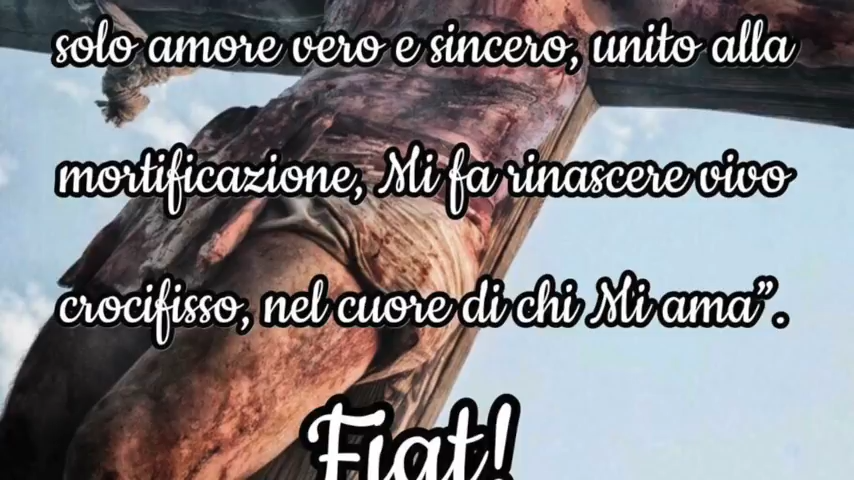 solo amore vero e sincero, unito alla
mortificazione, Mi fa rinascere vivo
crocifisso, nel cuore di chi Mi ama”.
Fiat!